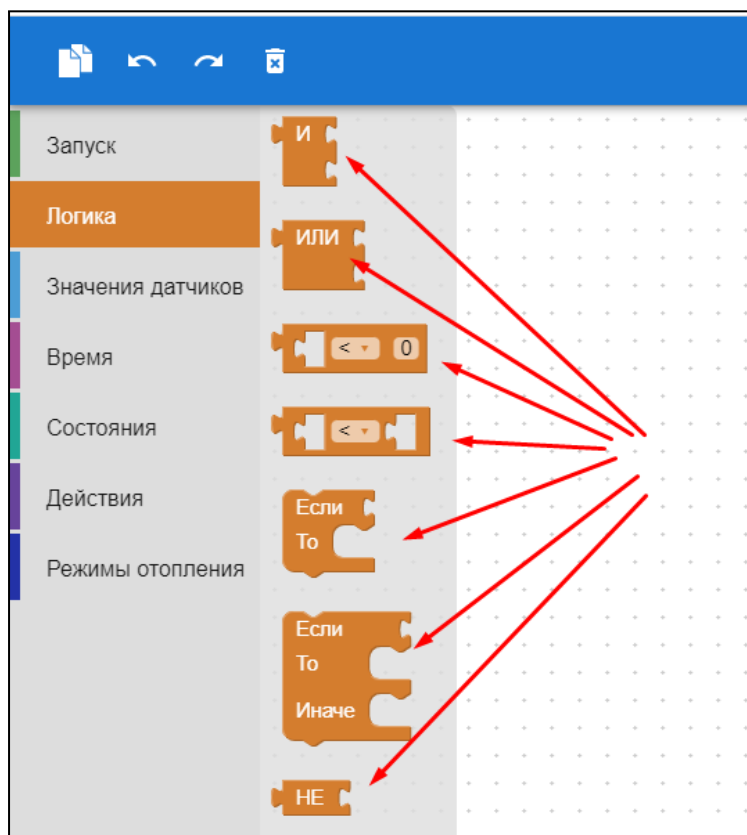 Запуск
Логика
Значения датчиков
Время
Состояния
Действия
Режимы отопления
И
ИЛИ
< 0
<
Если
То
Если
То
Иначе
НЕ